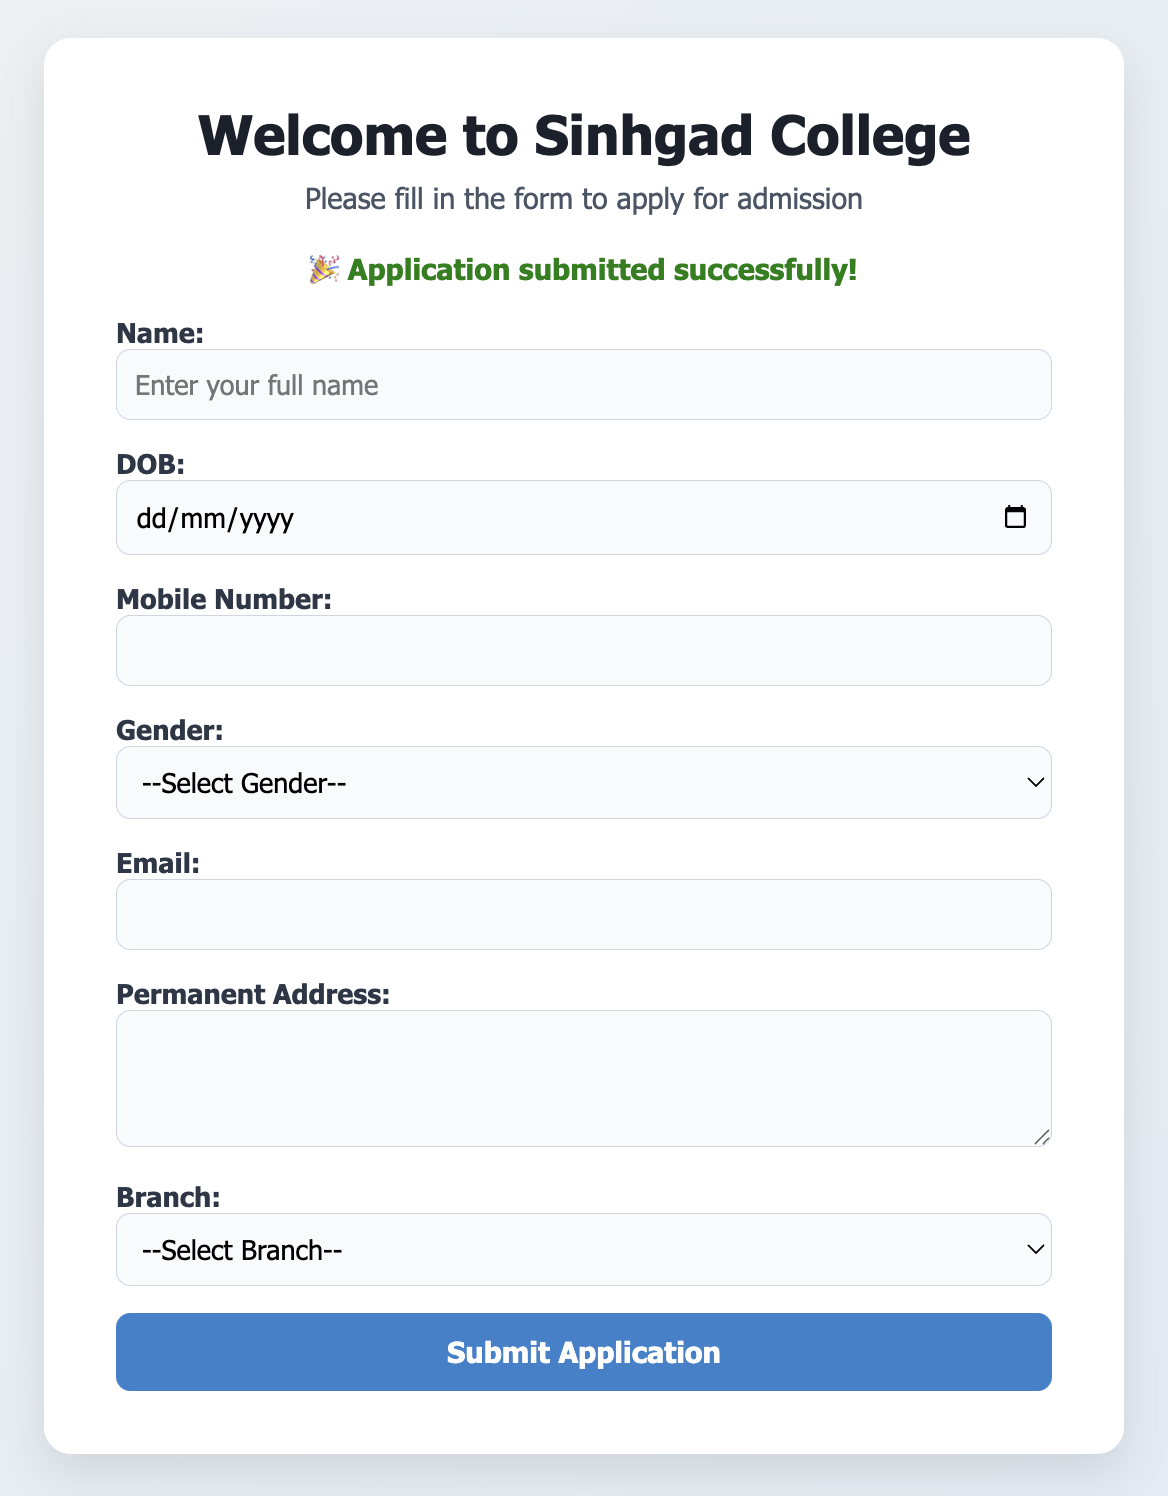 Welcome to Sinhgad College
Please fill in the form to apply for admission
🎉 Application submitted successfully!
Name:
Enter your full name
DOB:
dd/mm/yyyy
Mobile Number:
Gender:
--Select Gender--
Email:
Permanent Address:
Branch:
--Select Branch--
Submit Application